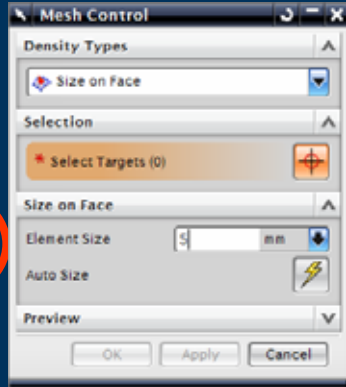 Mesh Control
Density Types
Size on Face
Selection
* Select Targets (0)
Size on Face
Element Size 5 mm
Auto Size
Preview
OK Apply Cancel